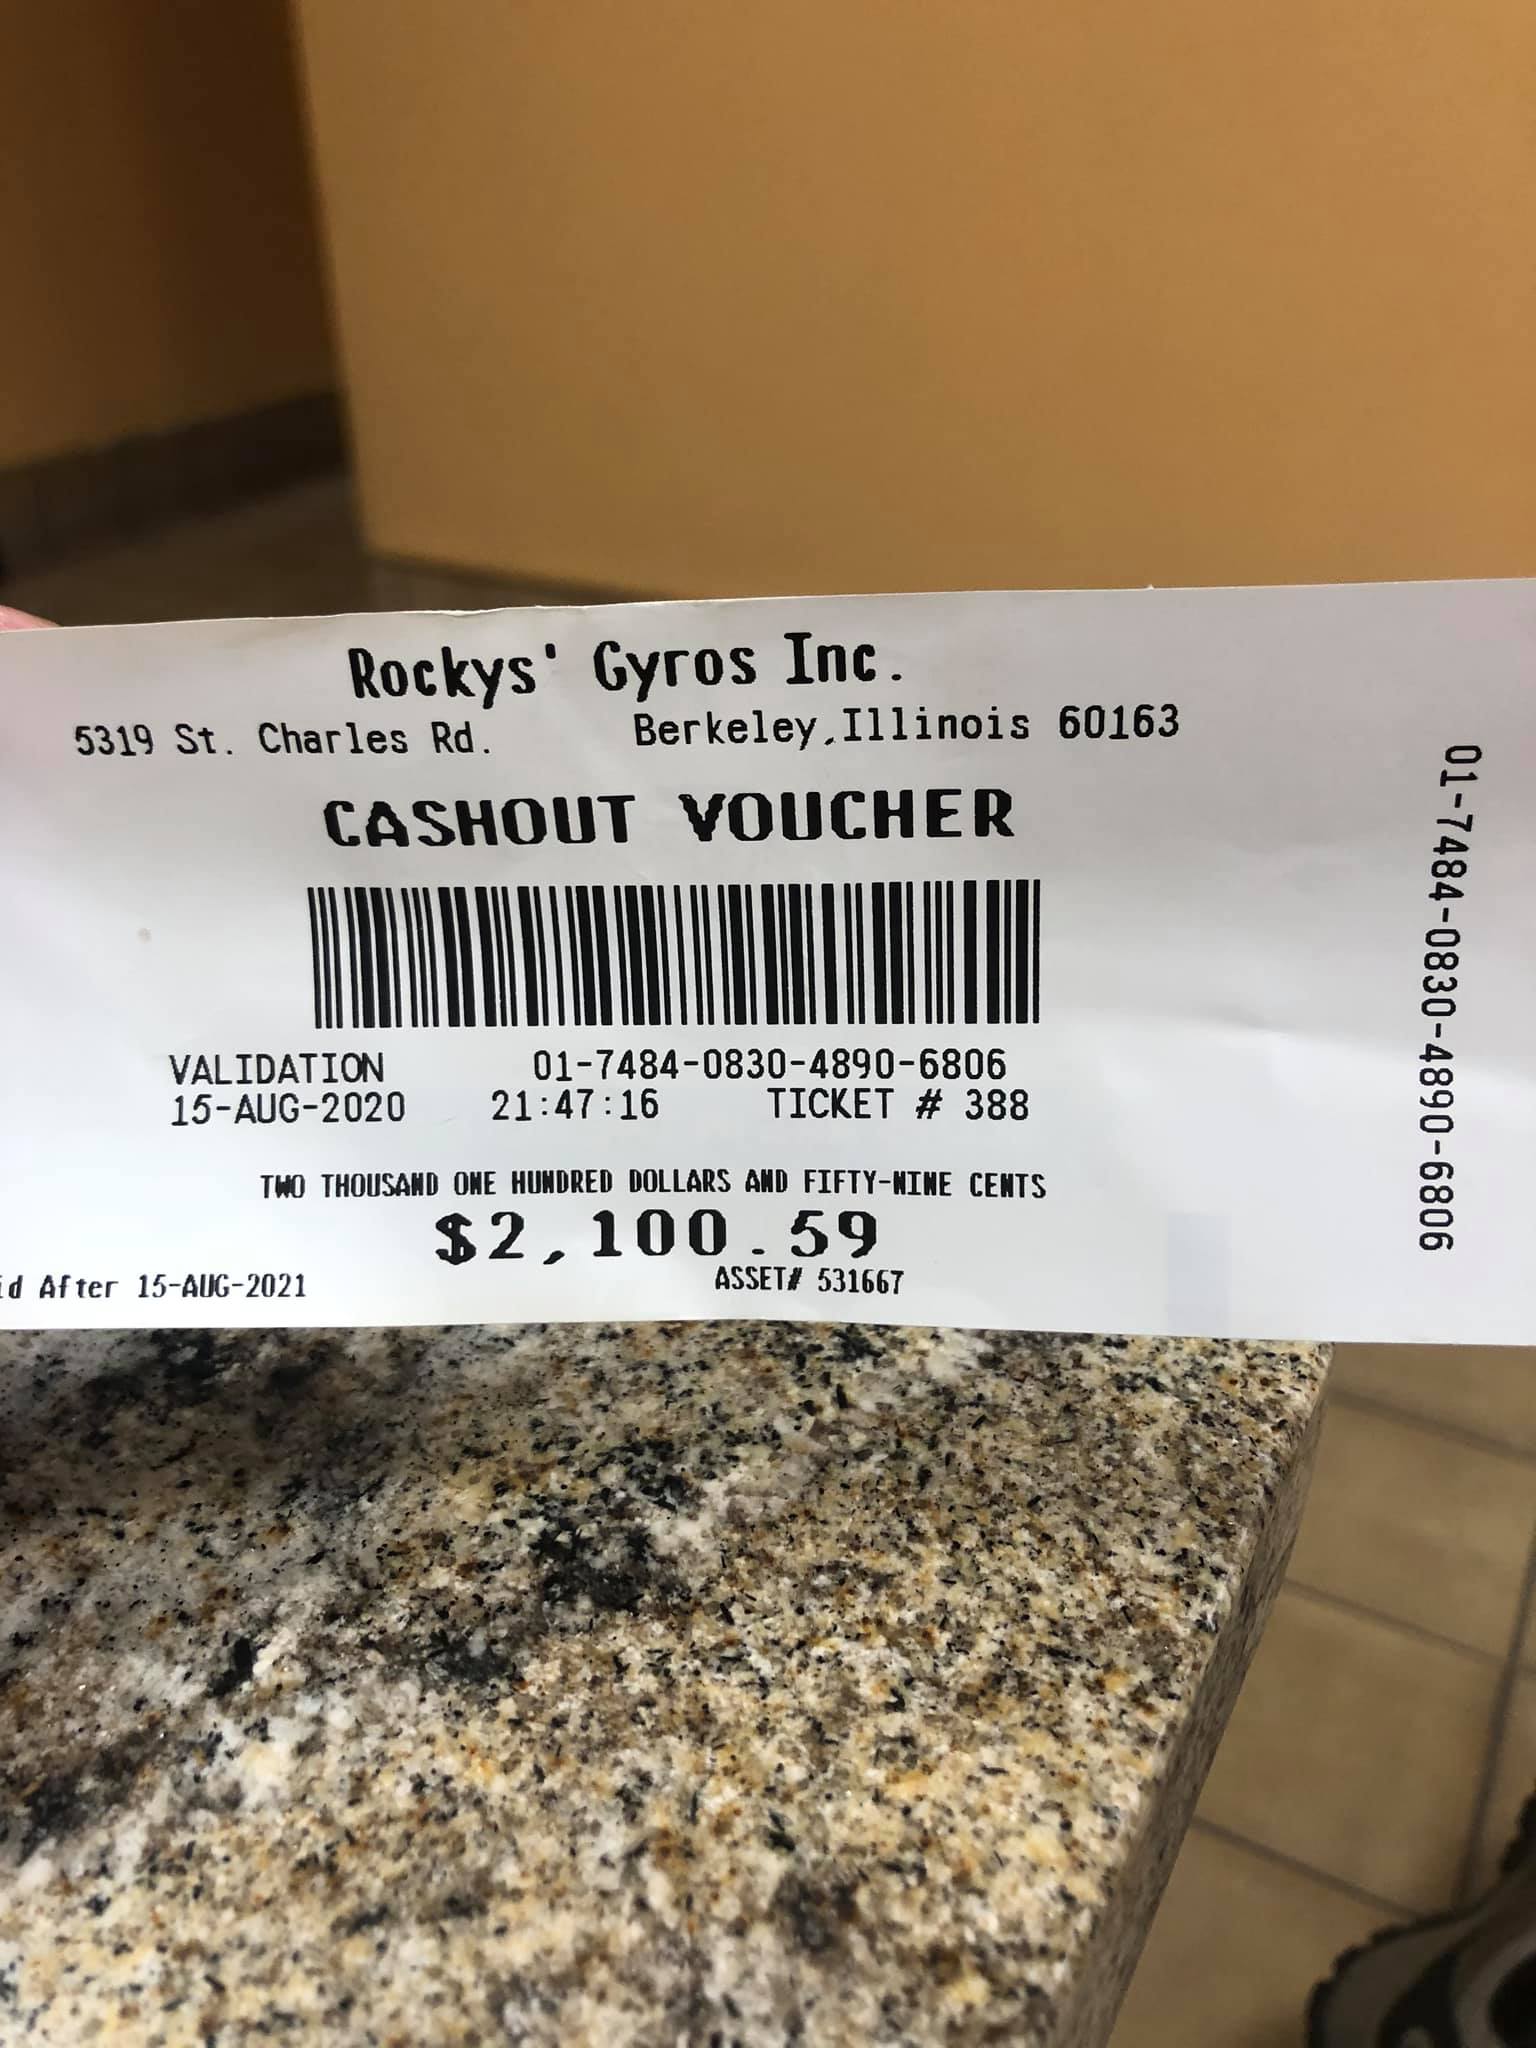 Rockys' Gyros Inc.
5319 St. Charles Rd. Berkeley,Illinois 60163
CASHOUT VOUCHER
VALIDATION 01-7484-0830-4890-6806
15-AUG-2020 21:47:16 TICKET # 388
TWO THOUSAND ONE HUNDRED DOLLARS AND FIFTY-NINE CENTS
$2,100.59
After 15-AUG-2021 ASSET# 531667
01-7484-0830-4890-6806